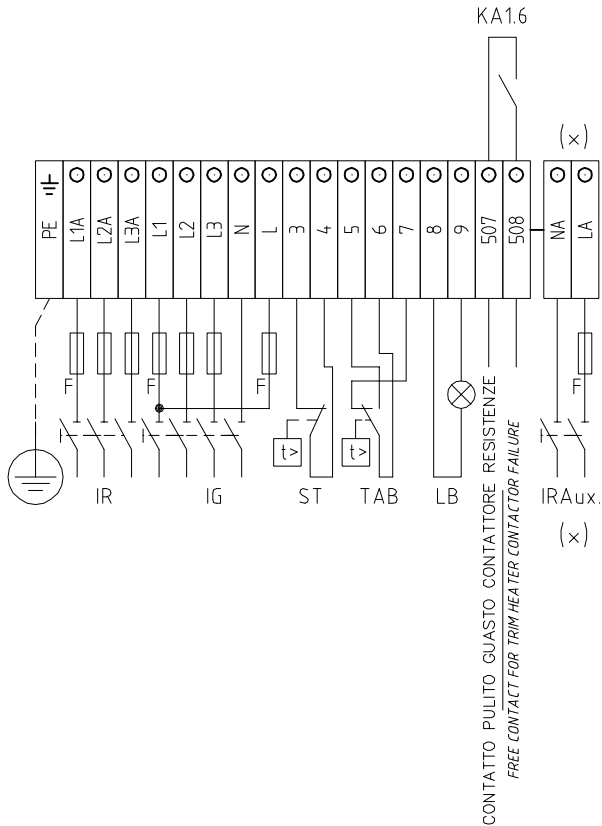 KA1.6
(x)
PE L1A L2A L3A L1 L2 L3 N L 3 4 5 6 7 8 9 507 508 NA LA
F F F F
t> t>
IR IG ST TAB LB IRAux.
(x)
CONTATTO PULITO GUASTO CONTATTORE RESISTENZE
FREE CONTACT FOR TRIM HEATER CONTACTOR FAILURE